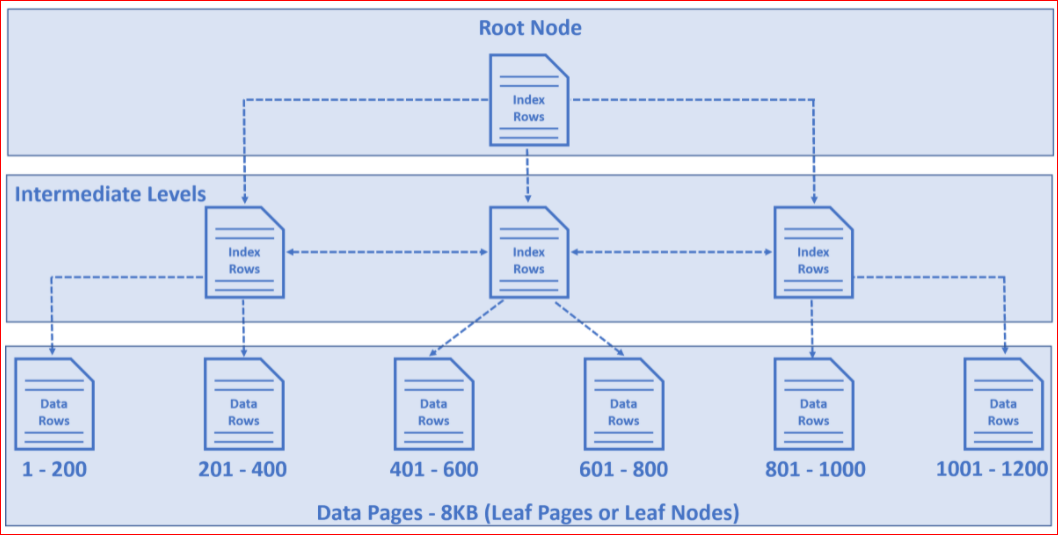 Root Node
Index
Rows
Intermediate Levels
Index
Rows
Index
Rows
Index
Rows
Data
Rows
Data
Rows
Data
Rows
Data
Rows
Data
Rows
Data
Rows
1 - 200
201 - 400
401 - 600
601 - 800
801 - 1000
1001 - 1200
Data Pages - 8KB (Leaf Pages or Leaf Nodes)